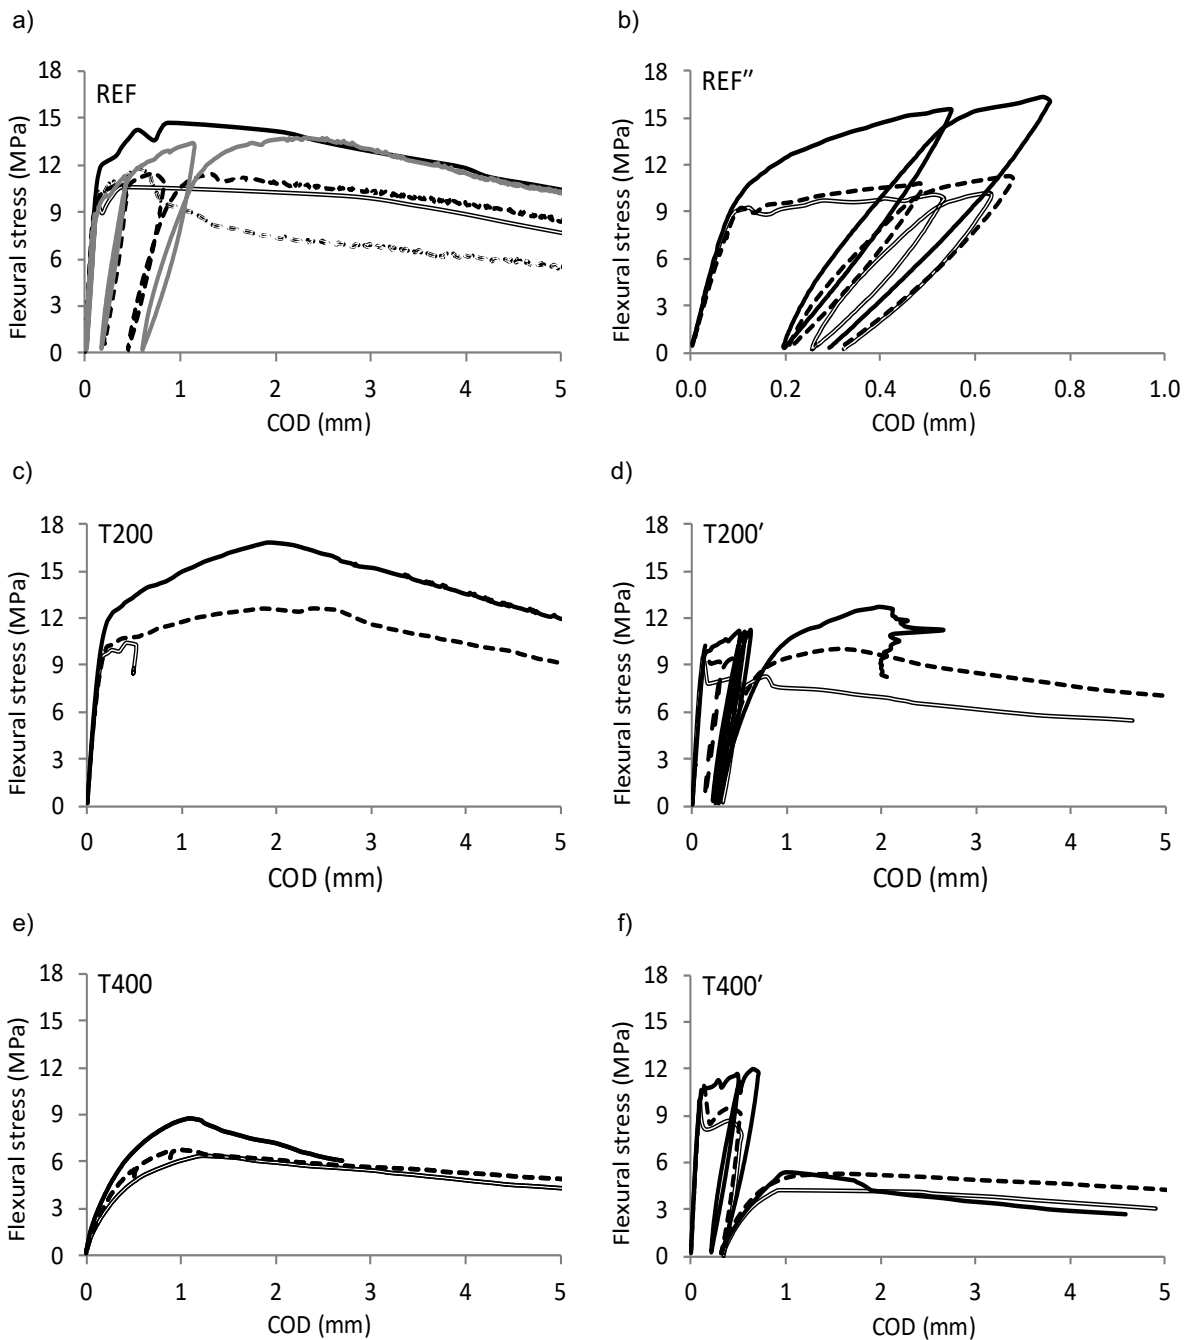 a)
18
15
12
9
6
3
0
Flexural stress (MPa)
REF
0 1 2 3 4 5
COD (mm)
b)
18
15
12
9
6
3
0
Flexural stress (MPa)
REF′′
0.0 0.2 0.4 0.6 0.8 1.0
COD (mm)
c)
18
15
12
9
6
3
0
Flexural stress (MPa)
T200
0 1 2 3 4 5
COD (mm)
d)
18
15
12
9
6
3
0
Flexural stress (MPa)
T200′
0 1 2 3 4 5
COD (mm)
e)
18
15
12
9
6
3
0
Flexural stress (MPa)
T400
0 1 2 3 4 5
COD (mm)
f)
18
15
12
9
6
3
0
Flexural stress (MPa)
T400′
0 1 2 3 4 5
COD (mm)